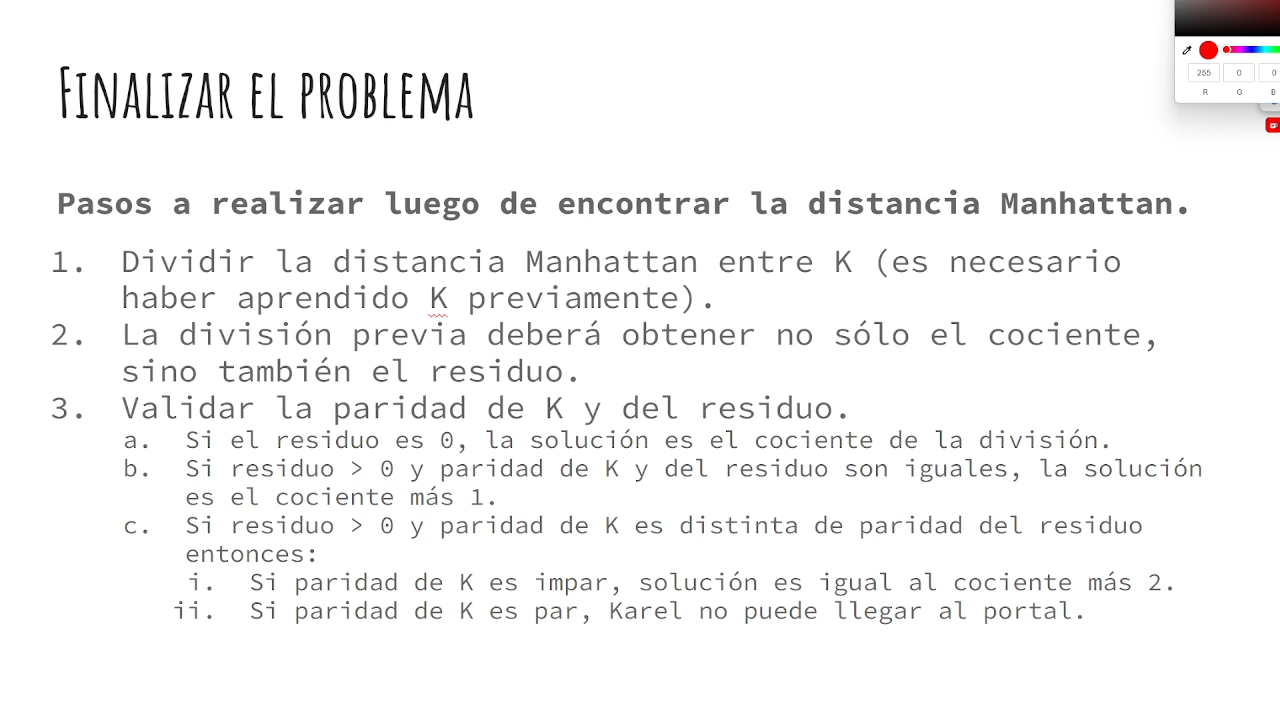 Finalizar el problema
Pasos a realizar luego de encontrar la distancia Manhattan.
1. Dividir la distancia Manhattan entre K (es necesario
haber aprendido K previamente).
2. La división previa deberá obtener no sólo el cociente,
sino también el residuo.
3. Validar la paridad de K y del residuo.
a. Si el residuo es 0, la solución es el cociente de la división.
b. Si residuo > 0 y paridad de K y del residuo son iguales, la solución
es el cociente más 1.
c. Si residuo > 0 y paridad de K es distinta de paridad del residuo
entonces:
i. Si paridad de K es impar, solución es igual al cociente más 2.
ii. Si paridad de K es par, Karel no puede llegar al portal.
255 0 0
R G B